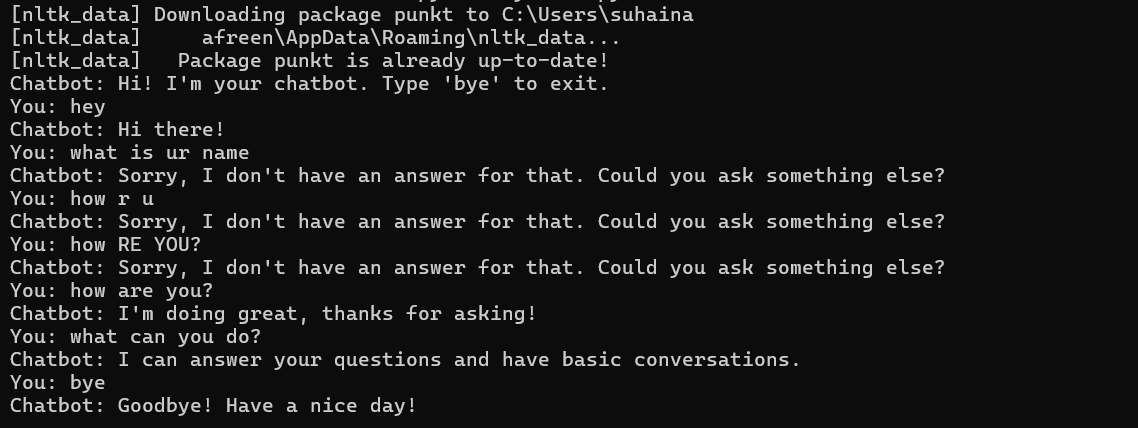 [nltk_data] Downloading package punkt to C:\Users\suhaina
[nltk_data]     afreen\AppData\Roaming\nltk_data...
[nltk_data]   Package punkt is already up-to-date!
Chatbot: Hi! I'm your chatbot. Type 'bye' to exit.
You: hey
Chatbot: Hi there!
You: what is ur name
Chatbot: Sorry, I don't have an answer for that. Could you ask something else?
You: how r u
Chatbot: Sorry, I don't have an answer for that. Could you ask something else?
You: how RE YOU?
Chatbot: Sorry, I don't have an answer for that. Could you ask something else?
You: how are you?
Chatbot: I'm doing great, thanks for asking!
You: what can you do?
Chatbot: I can answer your questions and have basic conversations.
You: bye
Chatbot: Goodbye! Have a nice day!